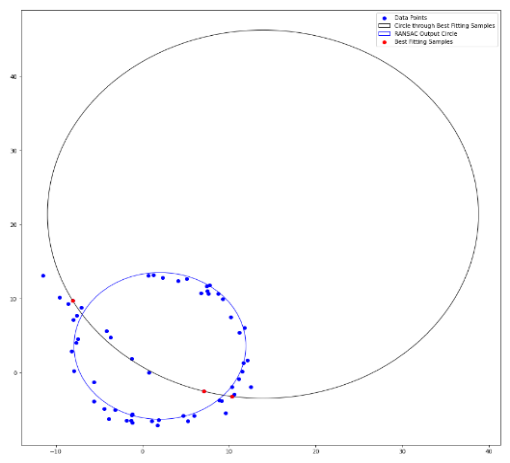 Data Points
Circle through Best Fitting Samples
RANSAC Output Circle
Best Fitting Samples
40
30
20
10
0
−10
0
10
20
30
40